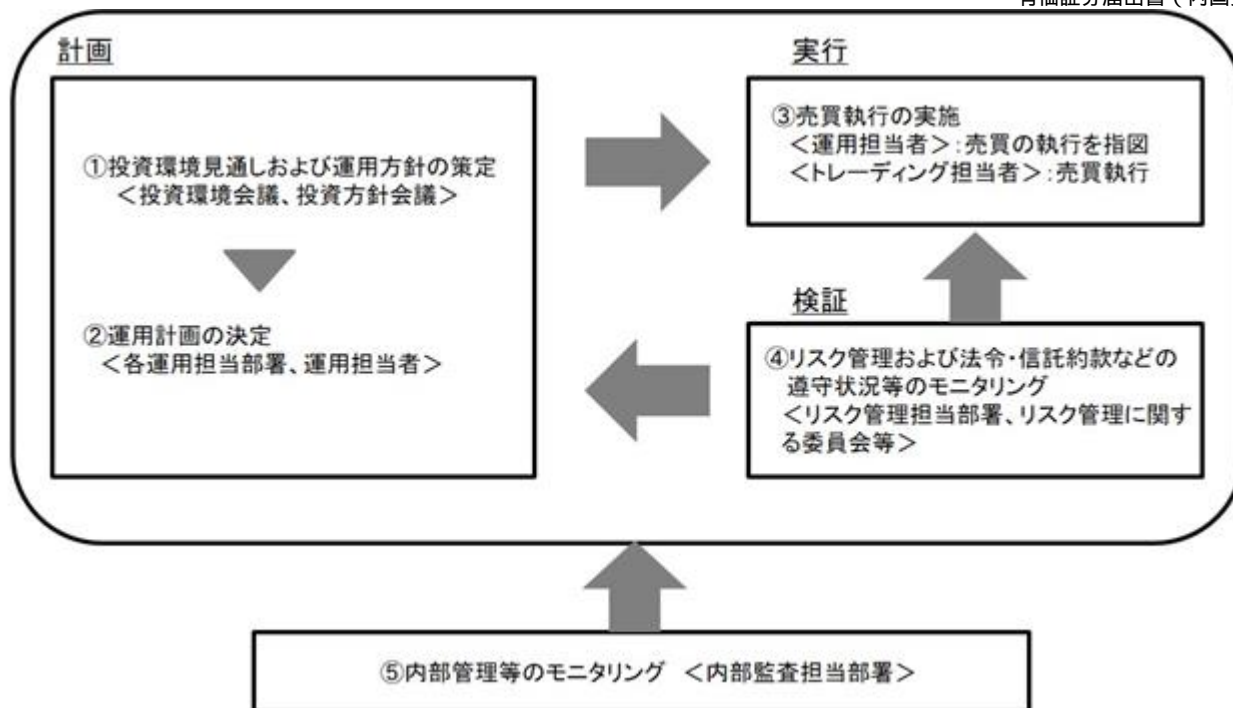 計画
①投資環境見通しおよび運用方針の策定
＜投資環境会議、投資方針会議＞
②運用計画の決定
＜各運用担当部署、運用担当者＞
実行
③売買執行の実施
＜運用担当者＞：売買の執行を指図
＜トレーディング担当者＞：売買執行
検証
④リスク管理および法令・信託約款などの
遵守状況等のモニタリング
＜リスク管理担当部署、リスク管理に関す
る委員会等＞
⑤内部管理等のモニタリング ＜内部監査担当部署＞